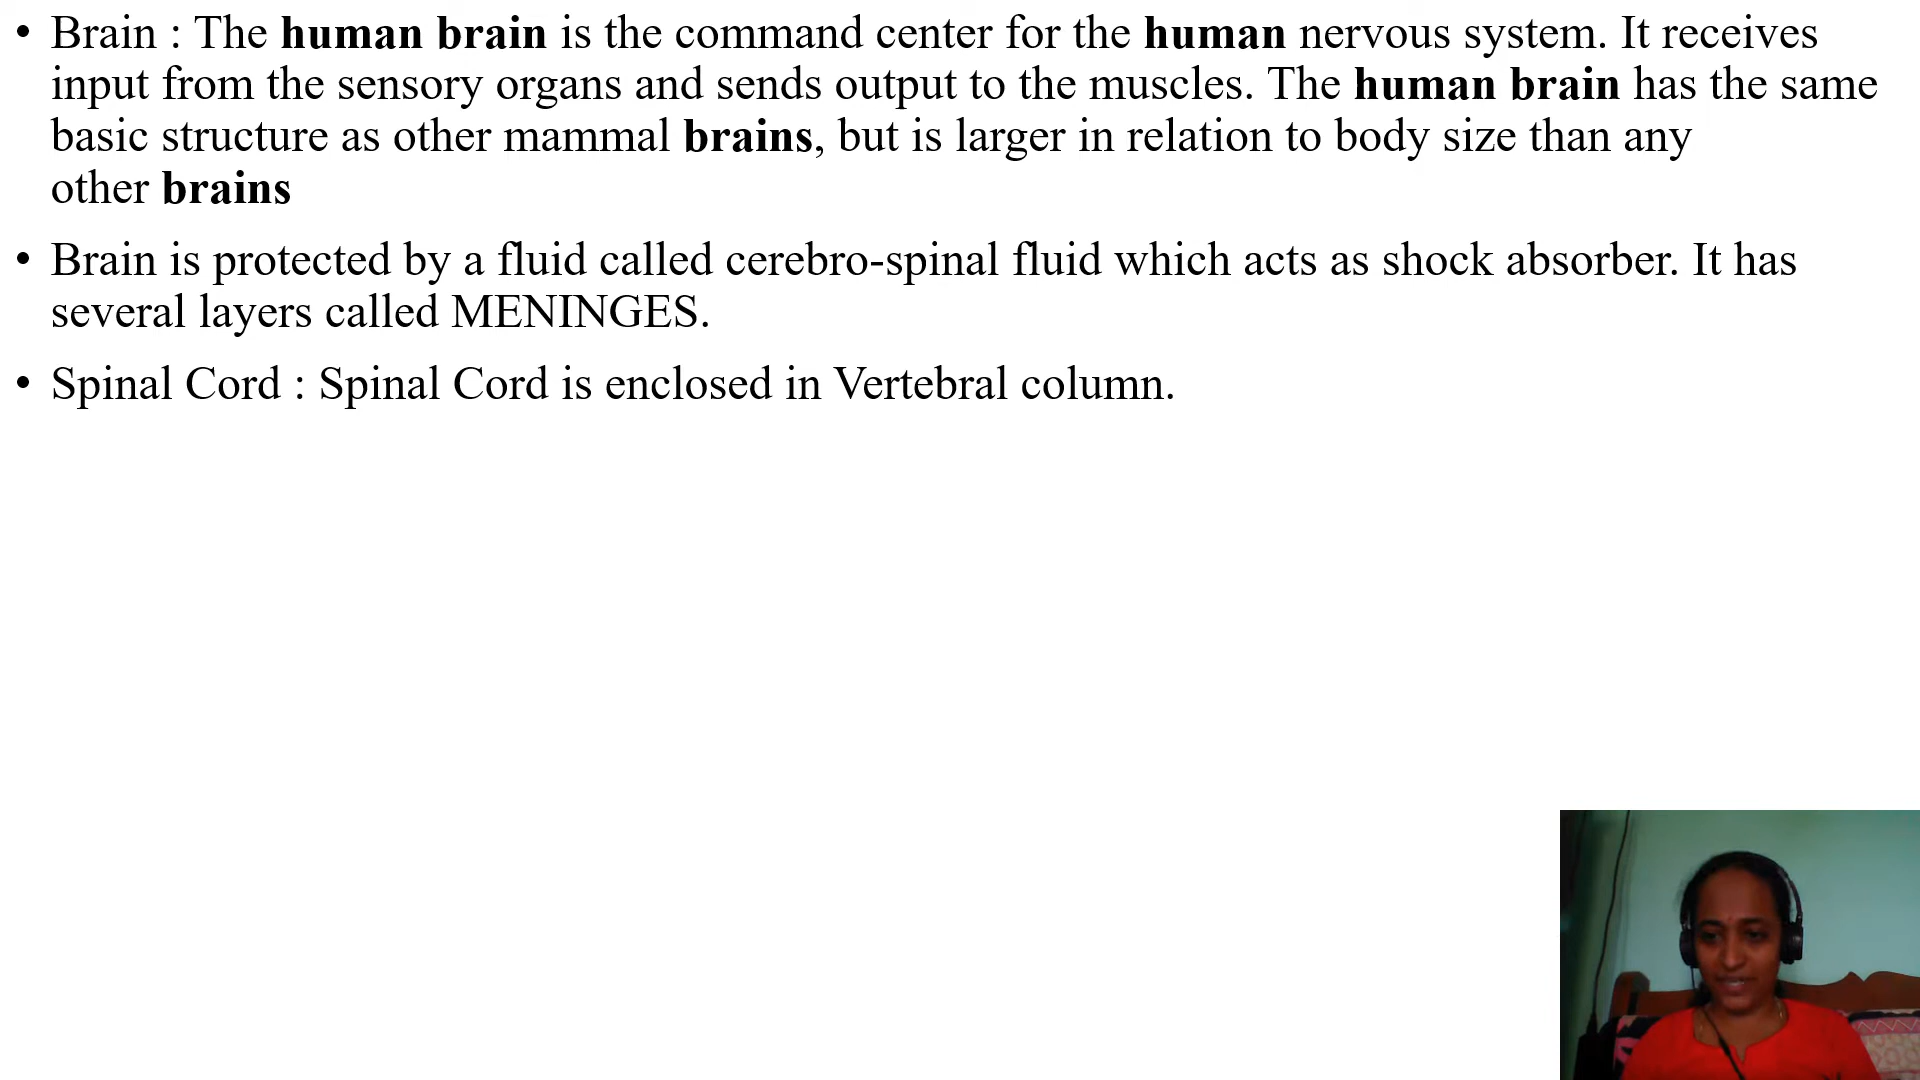 • Brain : The human brain is the command center for the human nervous system. It receives
input from the sensory organs and sends output to the muscles. The human brain has the same
basic structure as other mammal brains, but is larger in relation to body size than any
other brains
• Brain is protected by a fluid called cerebro-spinal fluid which acts as shock absorber. It has
several layers called MENINGES.
• Spinal Cord : Spinal Cord is enclosed in Vertebral column.